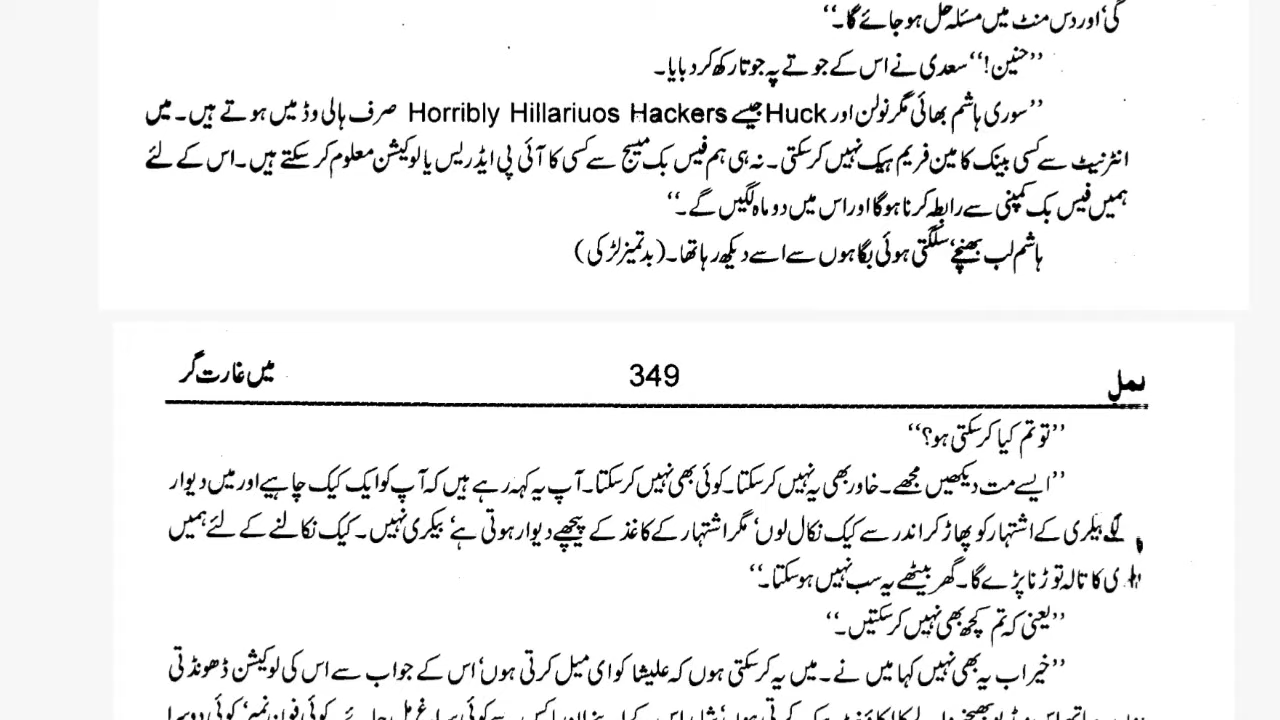 گی‘ اور دس منٹ میں مسئلہ حل ہو جائے گا۔“
”حنین!“ سعدی نے اس کے جوتے پہ جوتا رکھ کر دبایا۔
”سوری ہاشم بھائی مگر نولن اور Huck جیسے Horribly Hillariuos Hackers صرف ہالی وڈ میں ہوتے ہیں۔ میں
انٹرنیٹ سے کسی بینک کا مین فریم ہیک نہیں کر سکتی۔ نہ ہی ہم فیس بک میسج سے کسی کا آئی پی ایڈریس یا لوکیشن معلوم کر سکتے ہیں۔ اس کے لئے
ہمیں فیس بک کمپنی سے رابطہ کرنا ہو گا اور اس میں دو ماہ لگیں گے۔“
ہاشم لب بھینچے‘ سلگتی ہوئی نگاہوں سے اسے دیکھ رہا تھا۔ (بدتمیز لڑکی)
نمل 349 میں غارت گر
”تو تم کیا کر سکتی ہو؟“
”ایسے مت دیکھیں مجھے۔ خاور بھی یہ نہیں کر سکتا۔ کوئی بھی نہیں کر سکتا۔ آپ یہ کہہ رہے ہیں کہ آپ کو ایک کیک چاہیے اور میں دیوار
بیکری کے اشتہار کو پھاڑ کر اندر سے کیک نکال لوں‘ مگر اشتہار کے کاغذ کے پیچھے دیوار ہوتی ہے‘ بیکری نہیں۔ کیک نکالنے کے لئے ہمیں
ی کا تالہ توڑنا پڑے گا۔ گھر بیٹھے یہ سب نہیں ہو سکتا۔“
”یعنی کہ تم کچھ بھی نہیں کر سکتیں۔“
”خیر اب یہ بھی نہیں کہا میں نے۔ میں یہ کر سکتی ہوں کہ علیشا کو ای میل کرتی ہوں‘ اس کے جواب سے اس کی لوکیشن ڈھونڈتی